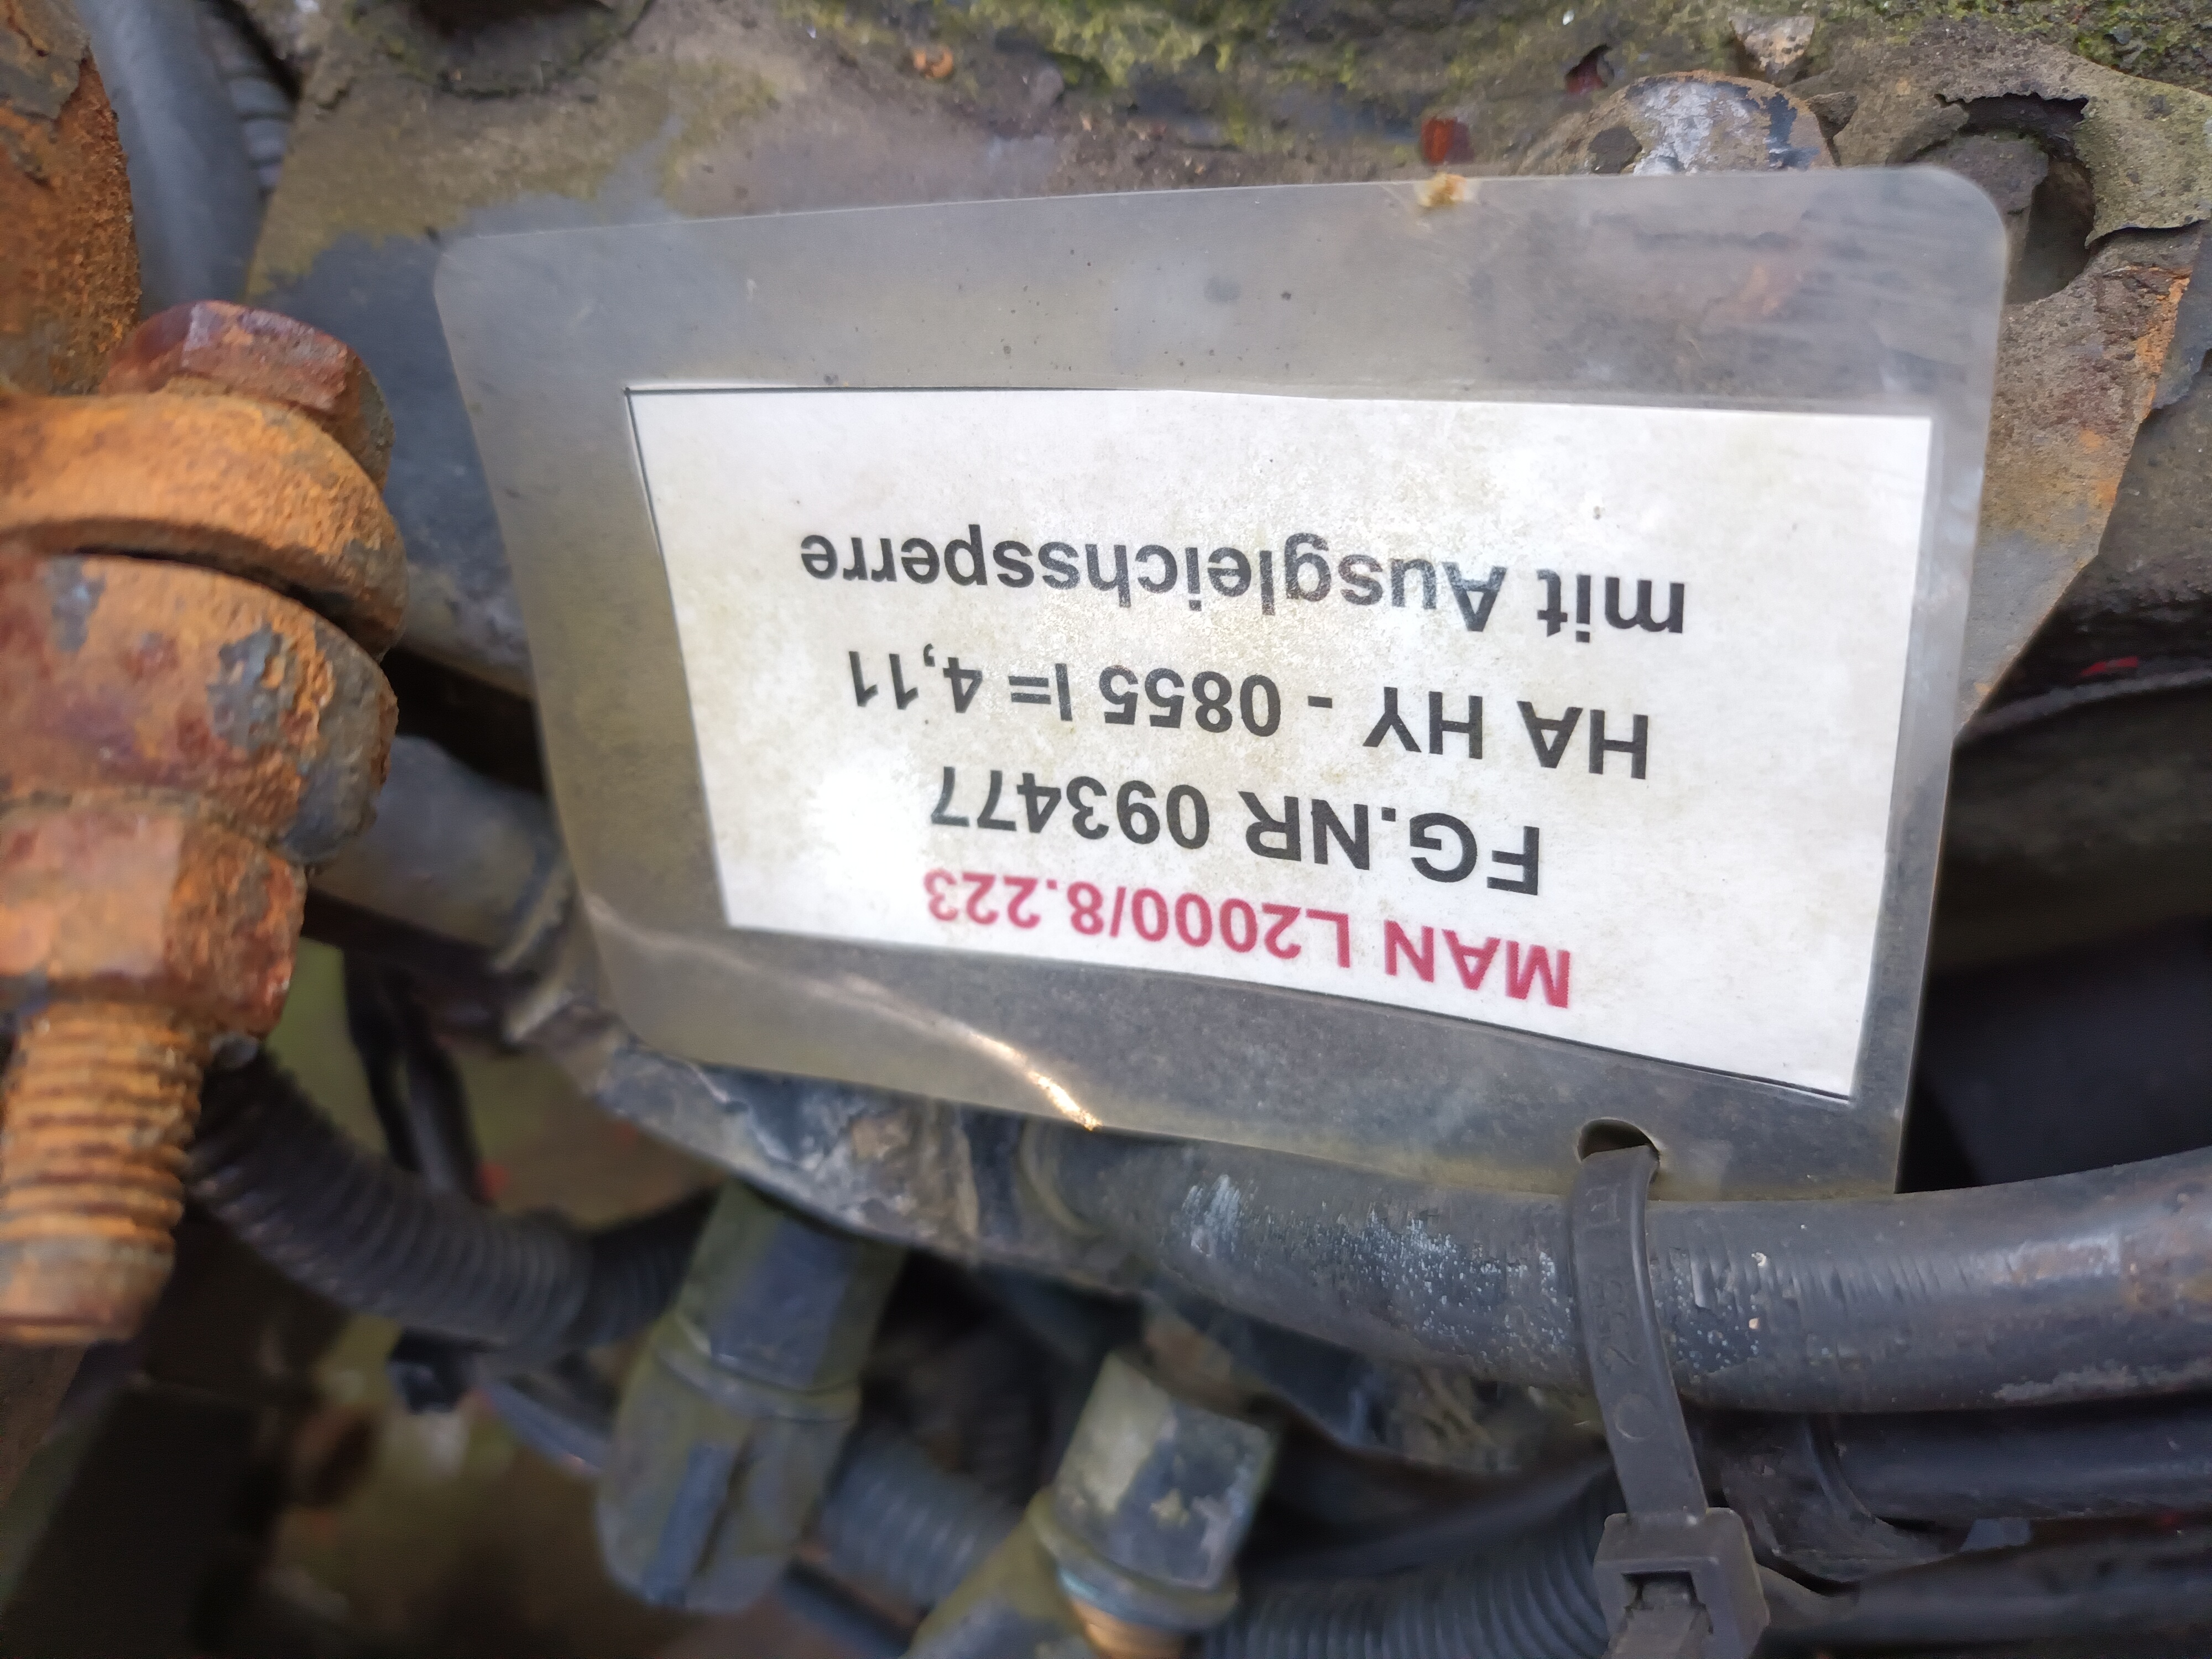 MAN L2000/8.223
FG.NR 093477
HA HY - 0855 I= 4,11
mit Ausgleichssperre